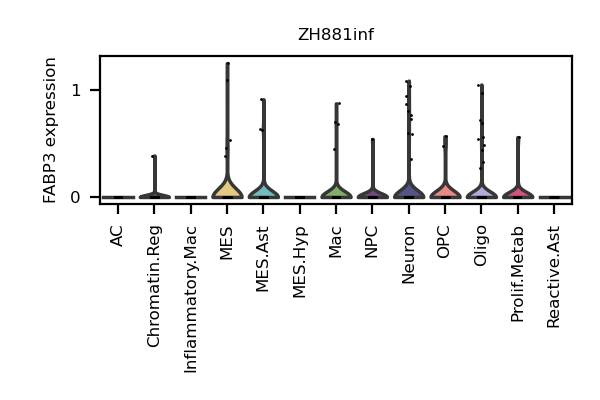 ZH881inf
FABP3 expression
1
0
AC
Chromatin.Reg
Inflammatory.Mac
MES
MES.Ast
MES.Hyp
Mac
NPC
Neuron
OPC
Oligo
Prolif.Metab
Reactive.Ast